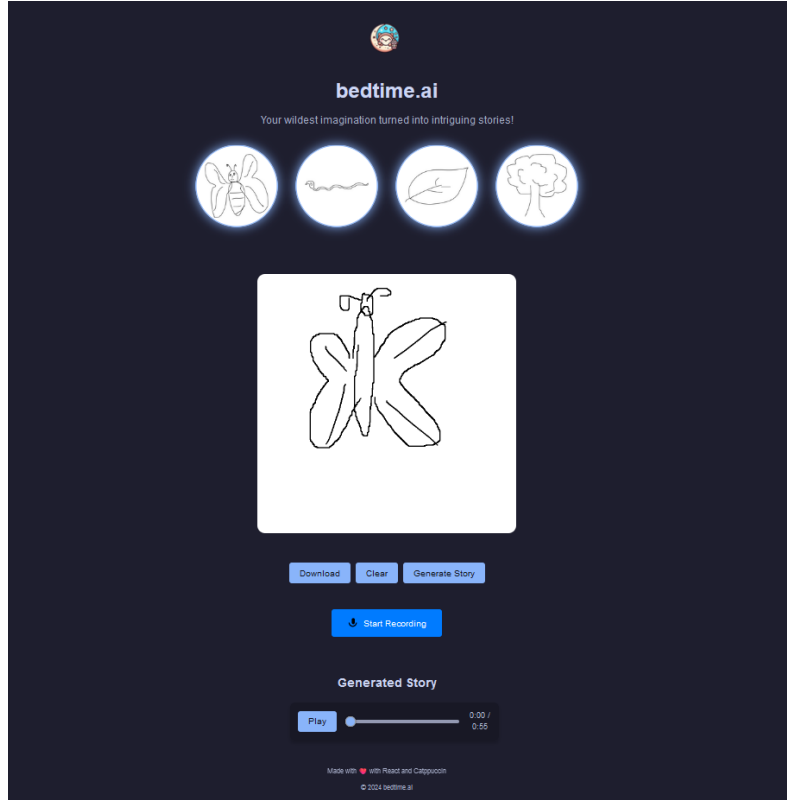 bedtime.ai
Your wildest imagination turned into intriguing stories!
Download Clear Generate Story
Start Recording
Generated Story
Play 0:00 /
0:55
Made with ❤️ with React and Catppuccin
© 2024 bedtime.ai